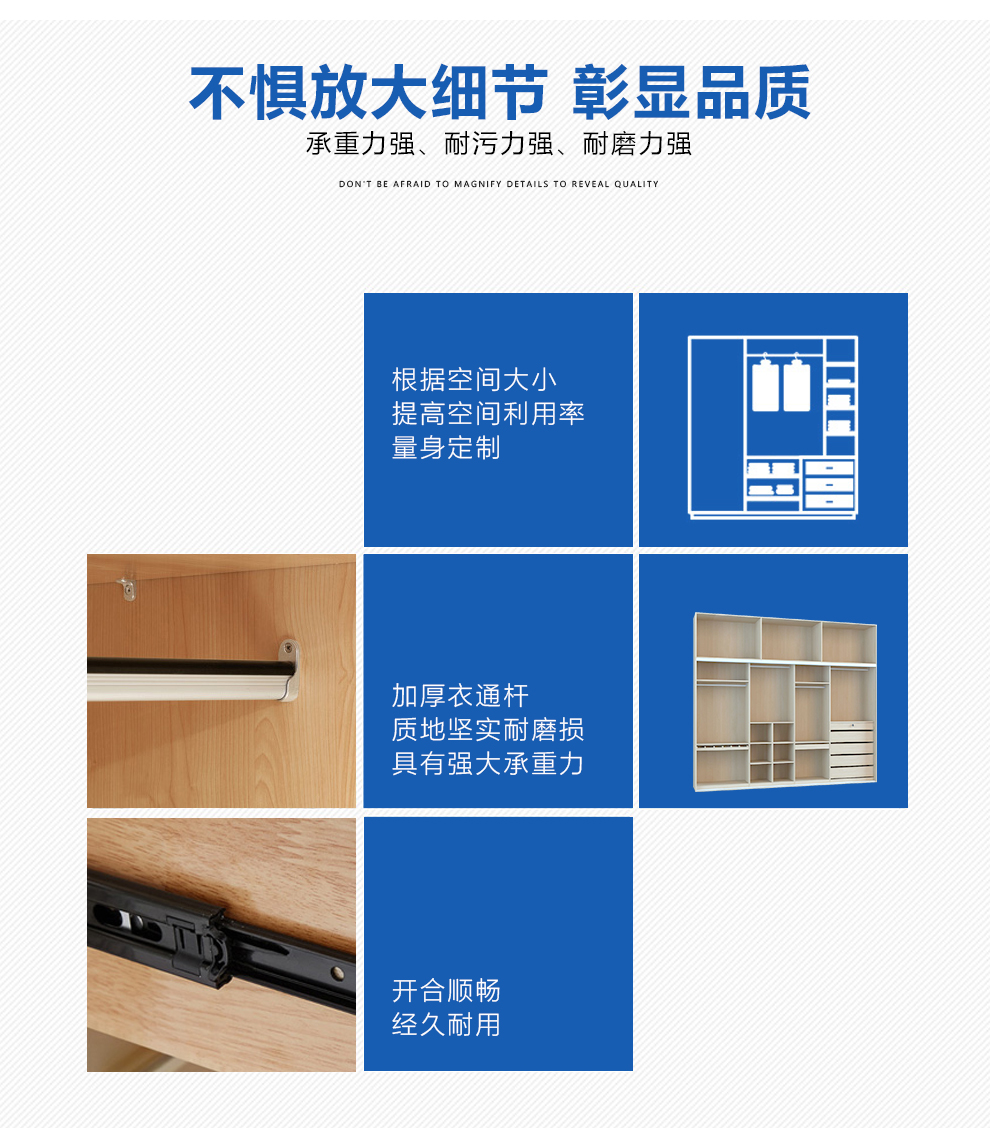 不惧放大细节 彰显品质
承重力强、耐污力强、耐磨力强
DON'T BE AFRAID TO MAGNIFY DETAILS TO REVEAL QUALITY
根据空间大小
提高空间利用率
量身定制
加厚衣通杆
质地坚实耐磨损
具有强大承重力
开合顺畅
经久耐用